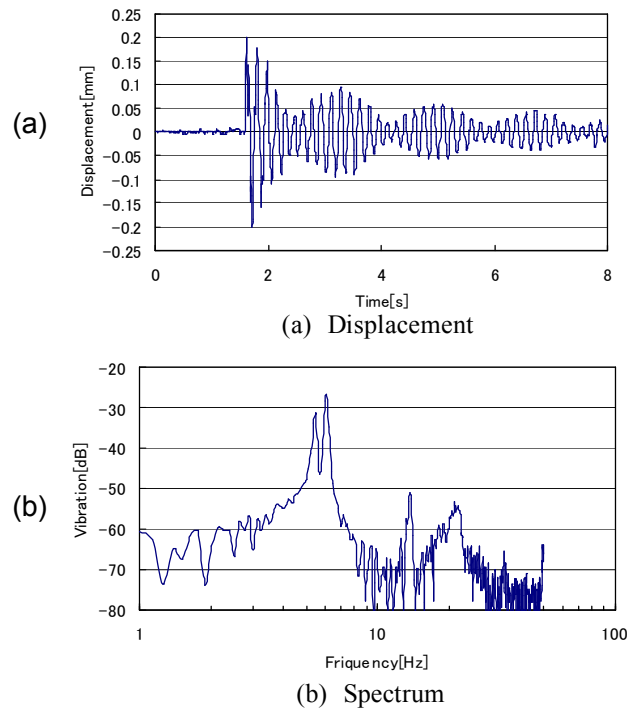 (a)
Displacement[mm]
0.25
0.2
0.15
0.1
0.05
0
−0.05
−0.1
−0.15
−0.2
−0.25
0 2 4 6 8
Time[s]
(a) Displacement
(b)
Vibration[dB]
−20
−30
−40
−50
−60
−70
−80
1 10 100
Friquency[Hz]
(b) Spectrum